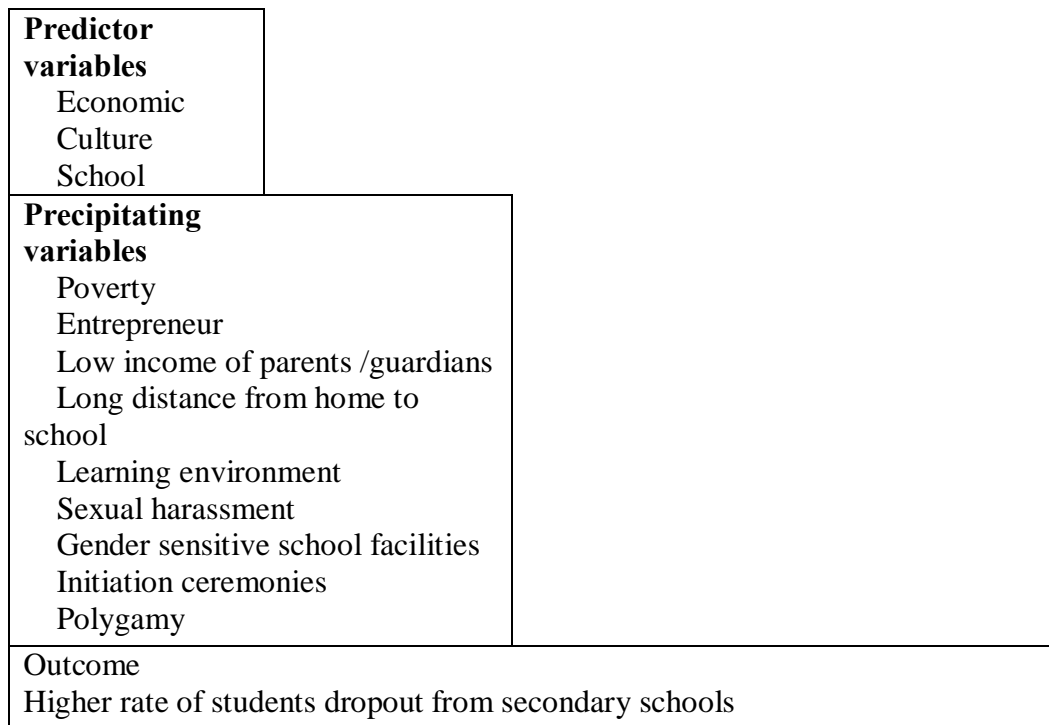 Predictor
variables
Economic
Culture
School
Precipitating
variables
Poverty
Entrepreneur
Low income of parents /guardians
Long distance from home to
school
Learning environment
Sexual harassment
Gender sensitive school facilities
Initiation ceremonies
Polygamy
Outcome
Higher rate of students dropout from secondary schools